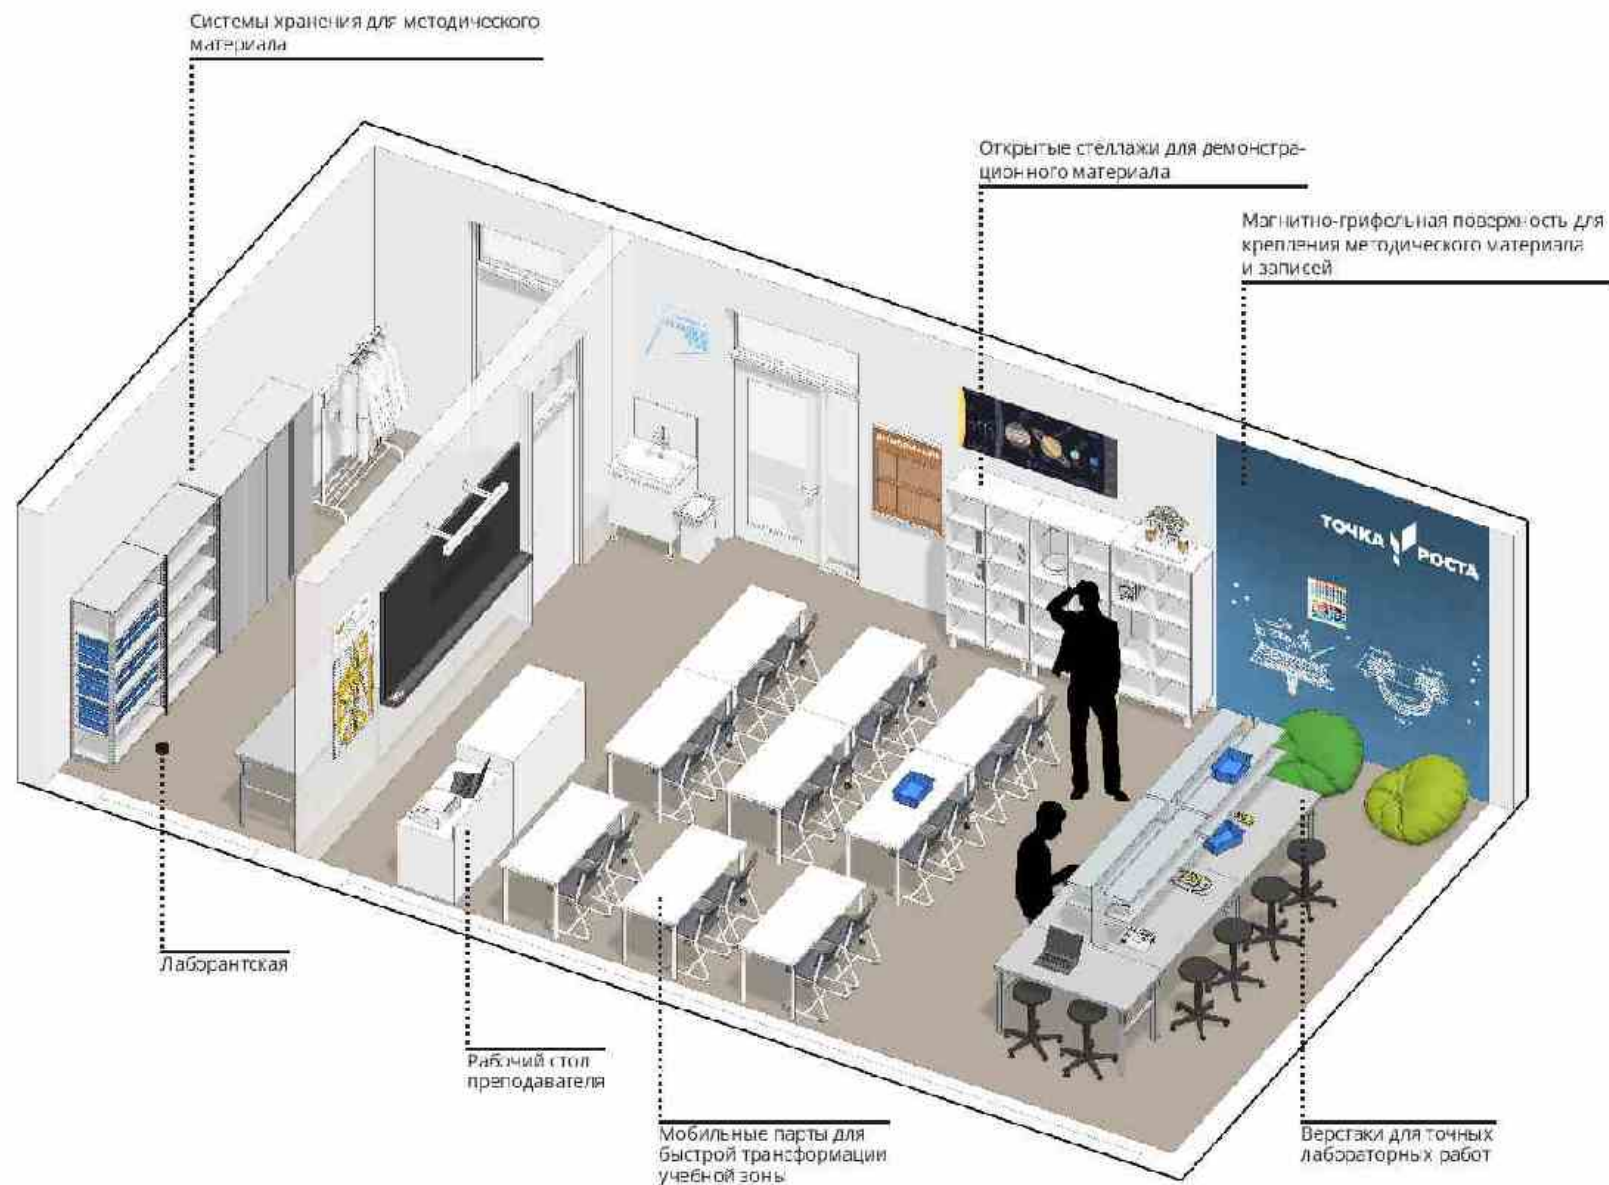 Системы хранения для методического
материала
Открытые стеллажи для демонстра-
ционного материала
Магнитно-грифельная поверхность для
крепления методического материала
и записей
ТОЧКА РОСТА
Лаборантская
Рабочий стол
преподавателя
Мобильные парты для
быстрой трансформации
учебной зоны
Верстаки для точных
лабораторных работ